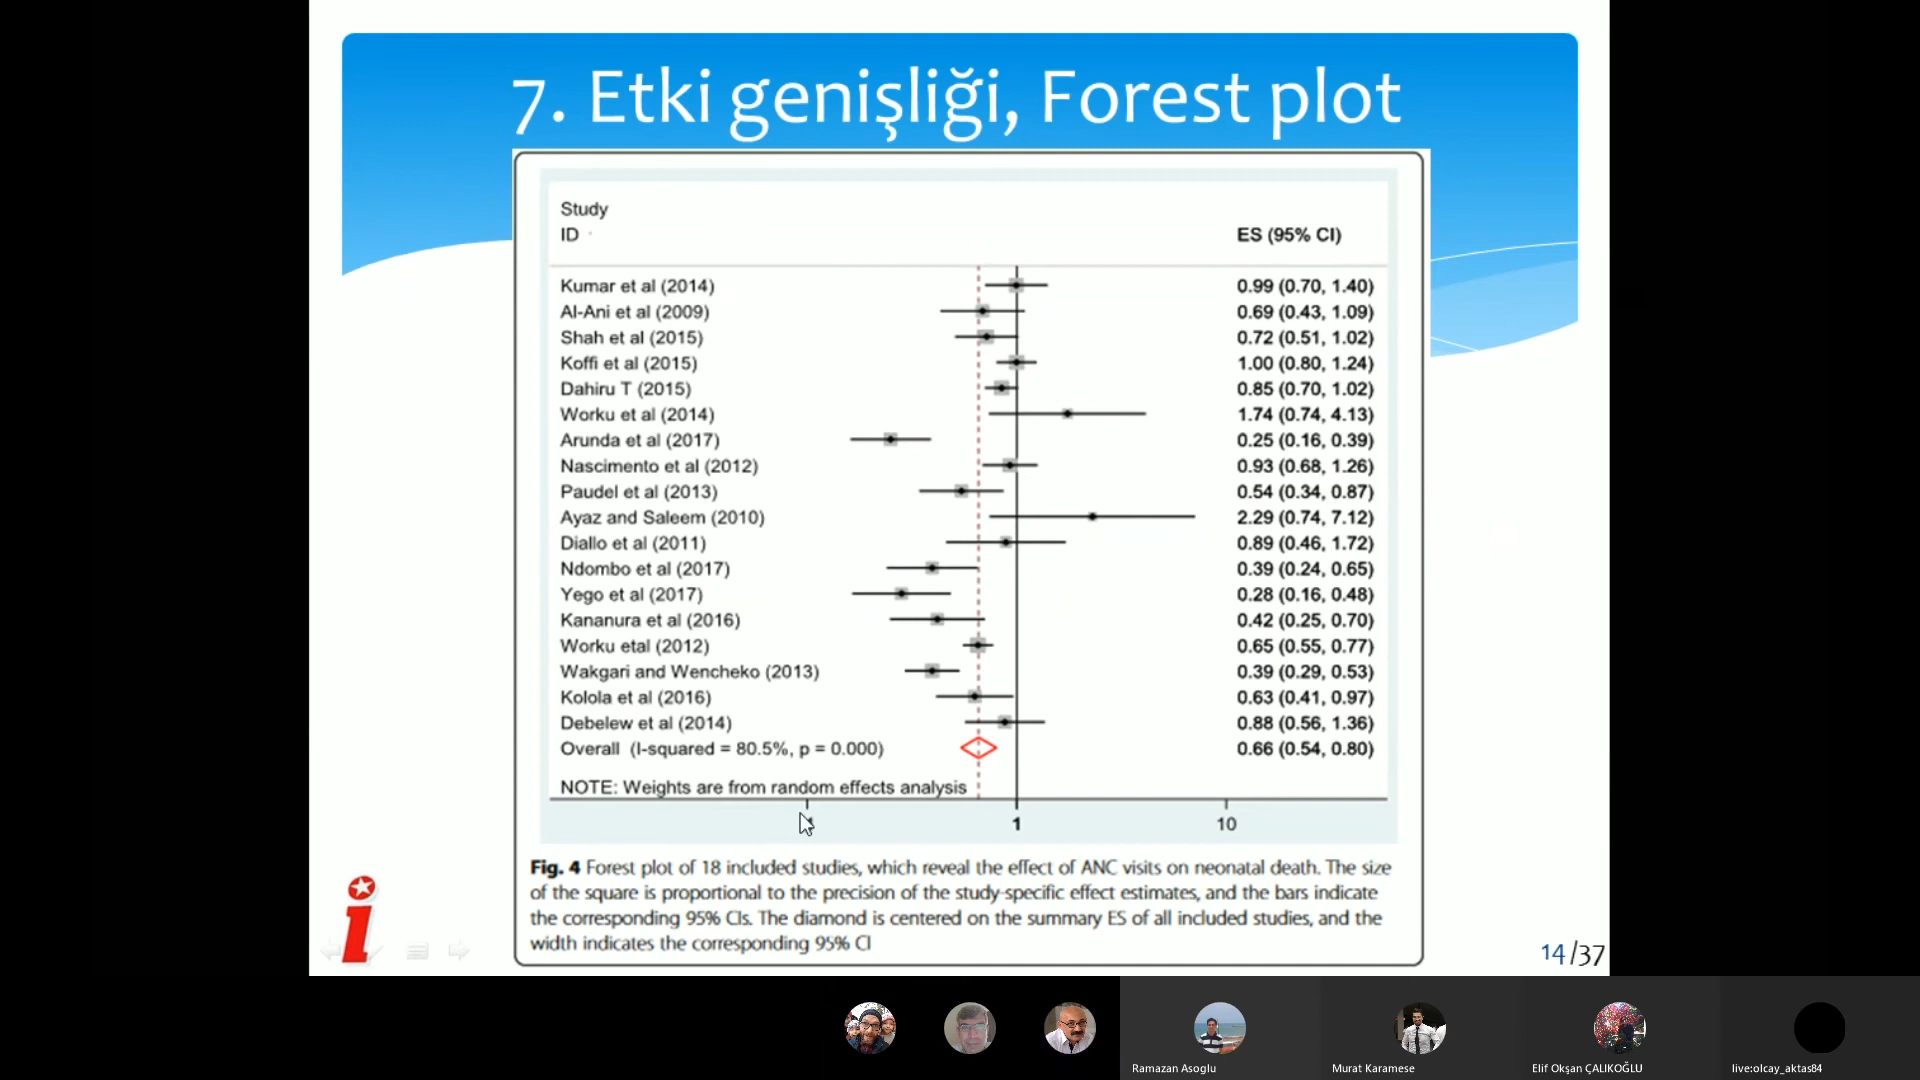 7. Etki genişliği, Forest plot
Study
ID
ES (95% CI)
Kumar et al (2014) 0.99 (0.70, 1.40)
Al-Ani et al (2009) 0.69 (0.43, 1.09)
Shah et al (2015) 0.72 (0.51, 1.02)
Koffi et al (2015) 1.00 (0.80, 1.24)
Dahiru T (2015) 0.85 (0.70, 1.02)
Worku et al (2014) 1.74 (0.74, 4.13)
Arunda et al (2017) 0.25 (0.16, 0.39)
Nascimento et al (2012) 0.93 (0.68, 1.26)
Paudel et al (2013) 0.54 (0.34, 0.87)
Ayaz and Saleem (2010) 2.29 (0.74, 7.12)
Diallo et al (2011) 0.89 (0.46, 1.72)
Ndombo et al (2017) 0.39 (0.24, 0.65)
Yego et al (2017) 0.28 (0.16, 0.48)
Kananura et al (2016) 0.42 (0.25, 0.70)
Worku etal (2012) 0.65 (0.55, 0.77)
Wakgari and Wencheko (2013) 0.39 (0.29, 0.53)
Kolola et al (2016) 0.63 (0.41, 0.97)
Debelew et al (2014) 0.88 (0.56, 1.36)
Overall (I-squared = 80.5%, p = 0.000) 0.66 (0.54, 0.80)
NOTE: Weights are from random effects analysis
1 10
Fig. 4 Forest plot of 18 included studies, which reveal the effect of ANC visits on neonatal death. The size
of the square is proportional to the precision of the study-specific effect estimates, and the bars indicate
the corresponding 95% CIs. The diamond is centered on the summary ES of all included studies, and the
width indicates the corresponding 95% CI
14/37
Ramazan Asoglu
Murat Karamese
Elif Okşan ÇALIKOĞLU
live:olcay_aktas84